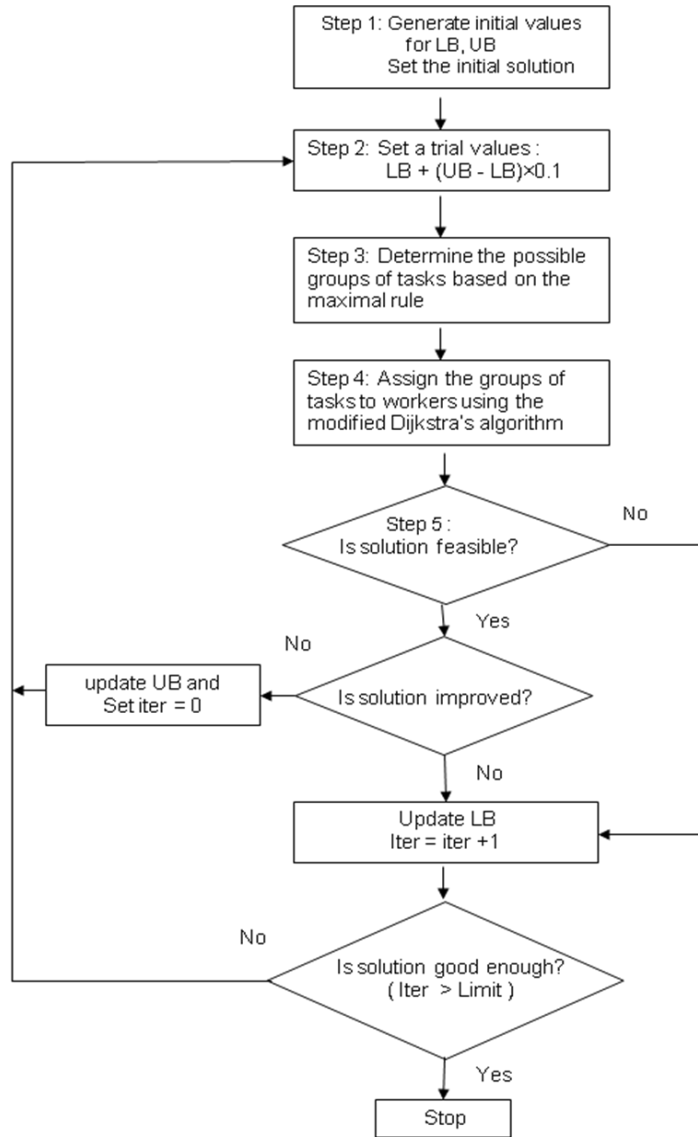 Step 1: Generate initial values
for LB, UB
Set the initial solution
Step 2: Set a trial values :
LB + (UB - LB)×0.1
Step 3: Determine the possible
groups of tasks based on the
maximal rule
Step 4: Assign the groups of
tasks to workers using the
modified Dijkstra's algorithm
Step 5 :
Is solution feasible?
No
Yes
No
update UB and
Set iter = 0
Is solution improved?
No
Update LB
Iter = iter +1
No
Is solution good enough?
( Iter > Limit )
Yes
Stop